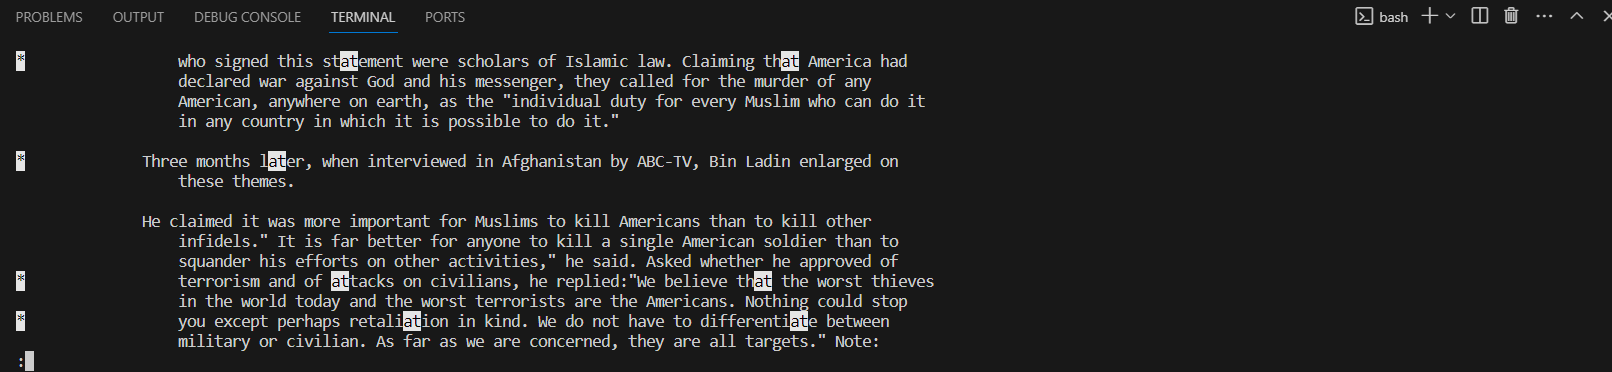 PROBLEMS OUTPUT DEBUG CONSOLE TERMINAL PORTS bash
* who signed this statement were scholars of Islamic law. Claiming that America had
declared war against God and his messenger, they called for the murder of any
American, anywhere on earth, as the "individual duty for every Muslim who can do it
in any country in which it is possible to do it."
* Three months later, when interviewed in Afghanistan by ABC-TV, Bin Ladin enlarged on
these themes.
He claimed it was more important for Muslims to kill Americans than to kill other
infidels." It is far better for anyone to kill a single American soldier than to
squander his efforts on other activities," he said. Asked whether he approved of
* terrorism and of attacks on civilians, he replied:"We believe that the worst thieves
in the world today and the worst terrorists are the Americans. Nothing could stop
* you except perhaps retaliation in kind. We do not have to differentiate between
military or civilian. As far as we are concerned, they are all targets." Note:
: